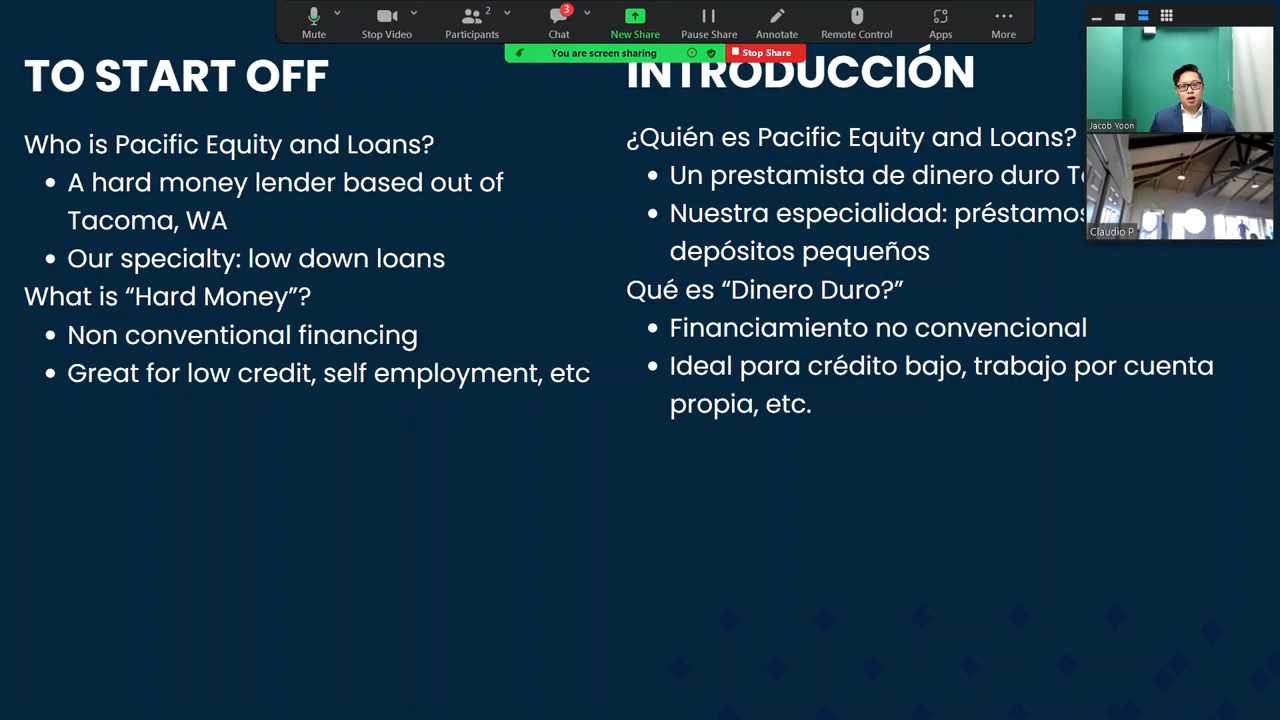 Mute
Stop Video
Participants
2
Chat
3
New Share
Pause Share
Annotate
Remote Control
Apps
More
You are screen sharing
Stop Share
TO START OFF
Who is Pacific Equity and Loans?
• A hard money lender based out of
Tacoma, WA
• Our specialty: low down loans
What is “Hard Money”?
• Non conventional financing
• Great for low credit, self employment, etc
INTRODUCCIÓN
¿Quién es Pacific Equity and Loans?
• Un prestamista de dinero duro
• Nuestra especialidad: préstamos
depósitos pequeños
Qué es “Dinero Duro?”
• Financiamiento no convencional
• Ideal para crédito bajo, trabajo por cuenta
propia, etc.
Jacob Yoon
Claudio P